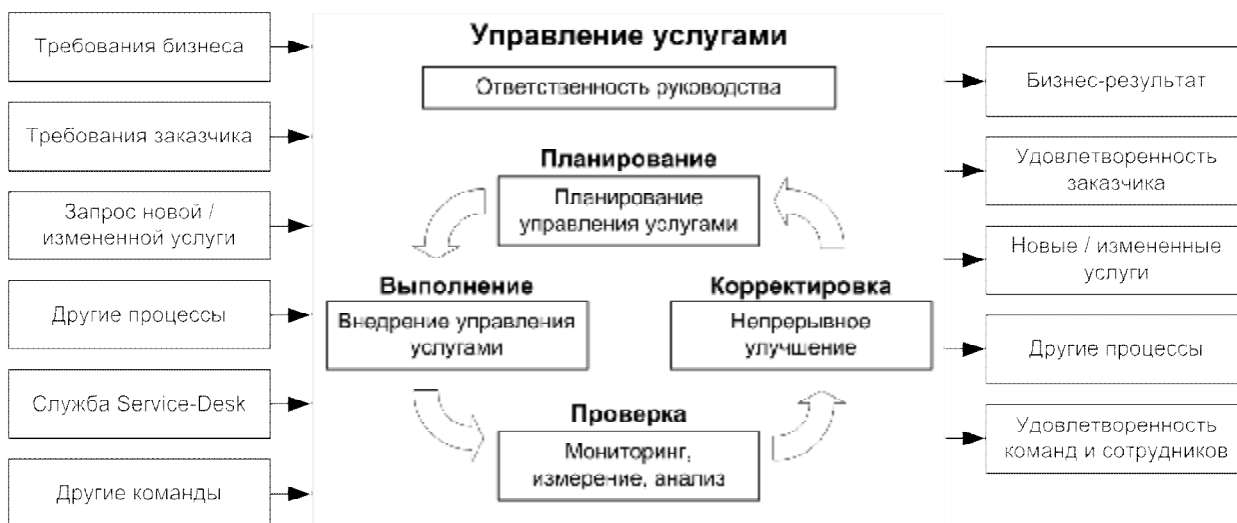 Требования бизнеса
Требования заказчика
Запрос новой /
измененной услуги
Другие процессы
Служба Service-Desk
Другие команды
Управление услугами
Ответственность руководства
Планирование
Планирование
управления услугами
Выполнение
Внедрение управления
услугами
Корректировка
Непрерывное
улучшение
Проверка
Мониторинг,
измерение, анализ
Бизнес-результат
Удовлетворенность
заказчика
Новые / измененные
услуги
Другие процессы
Удовлетворенность
команд и сотрудников